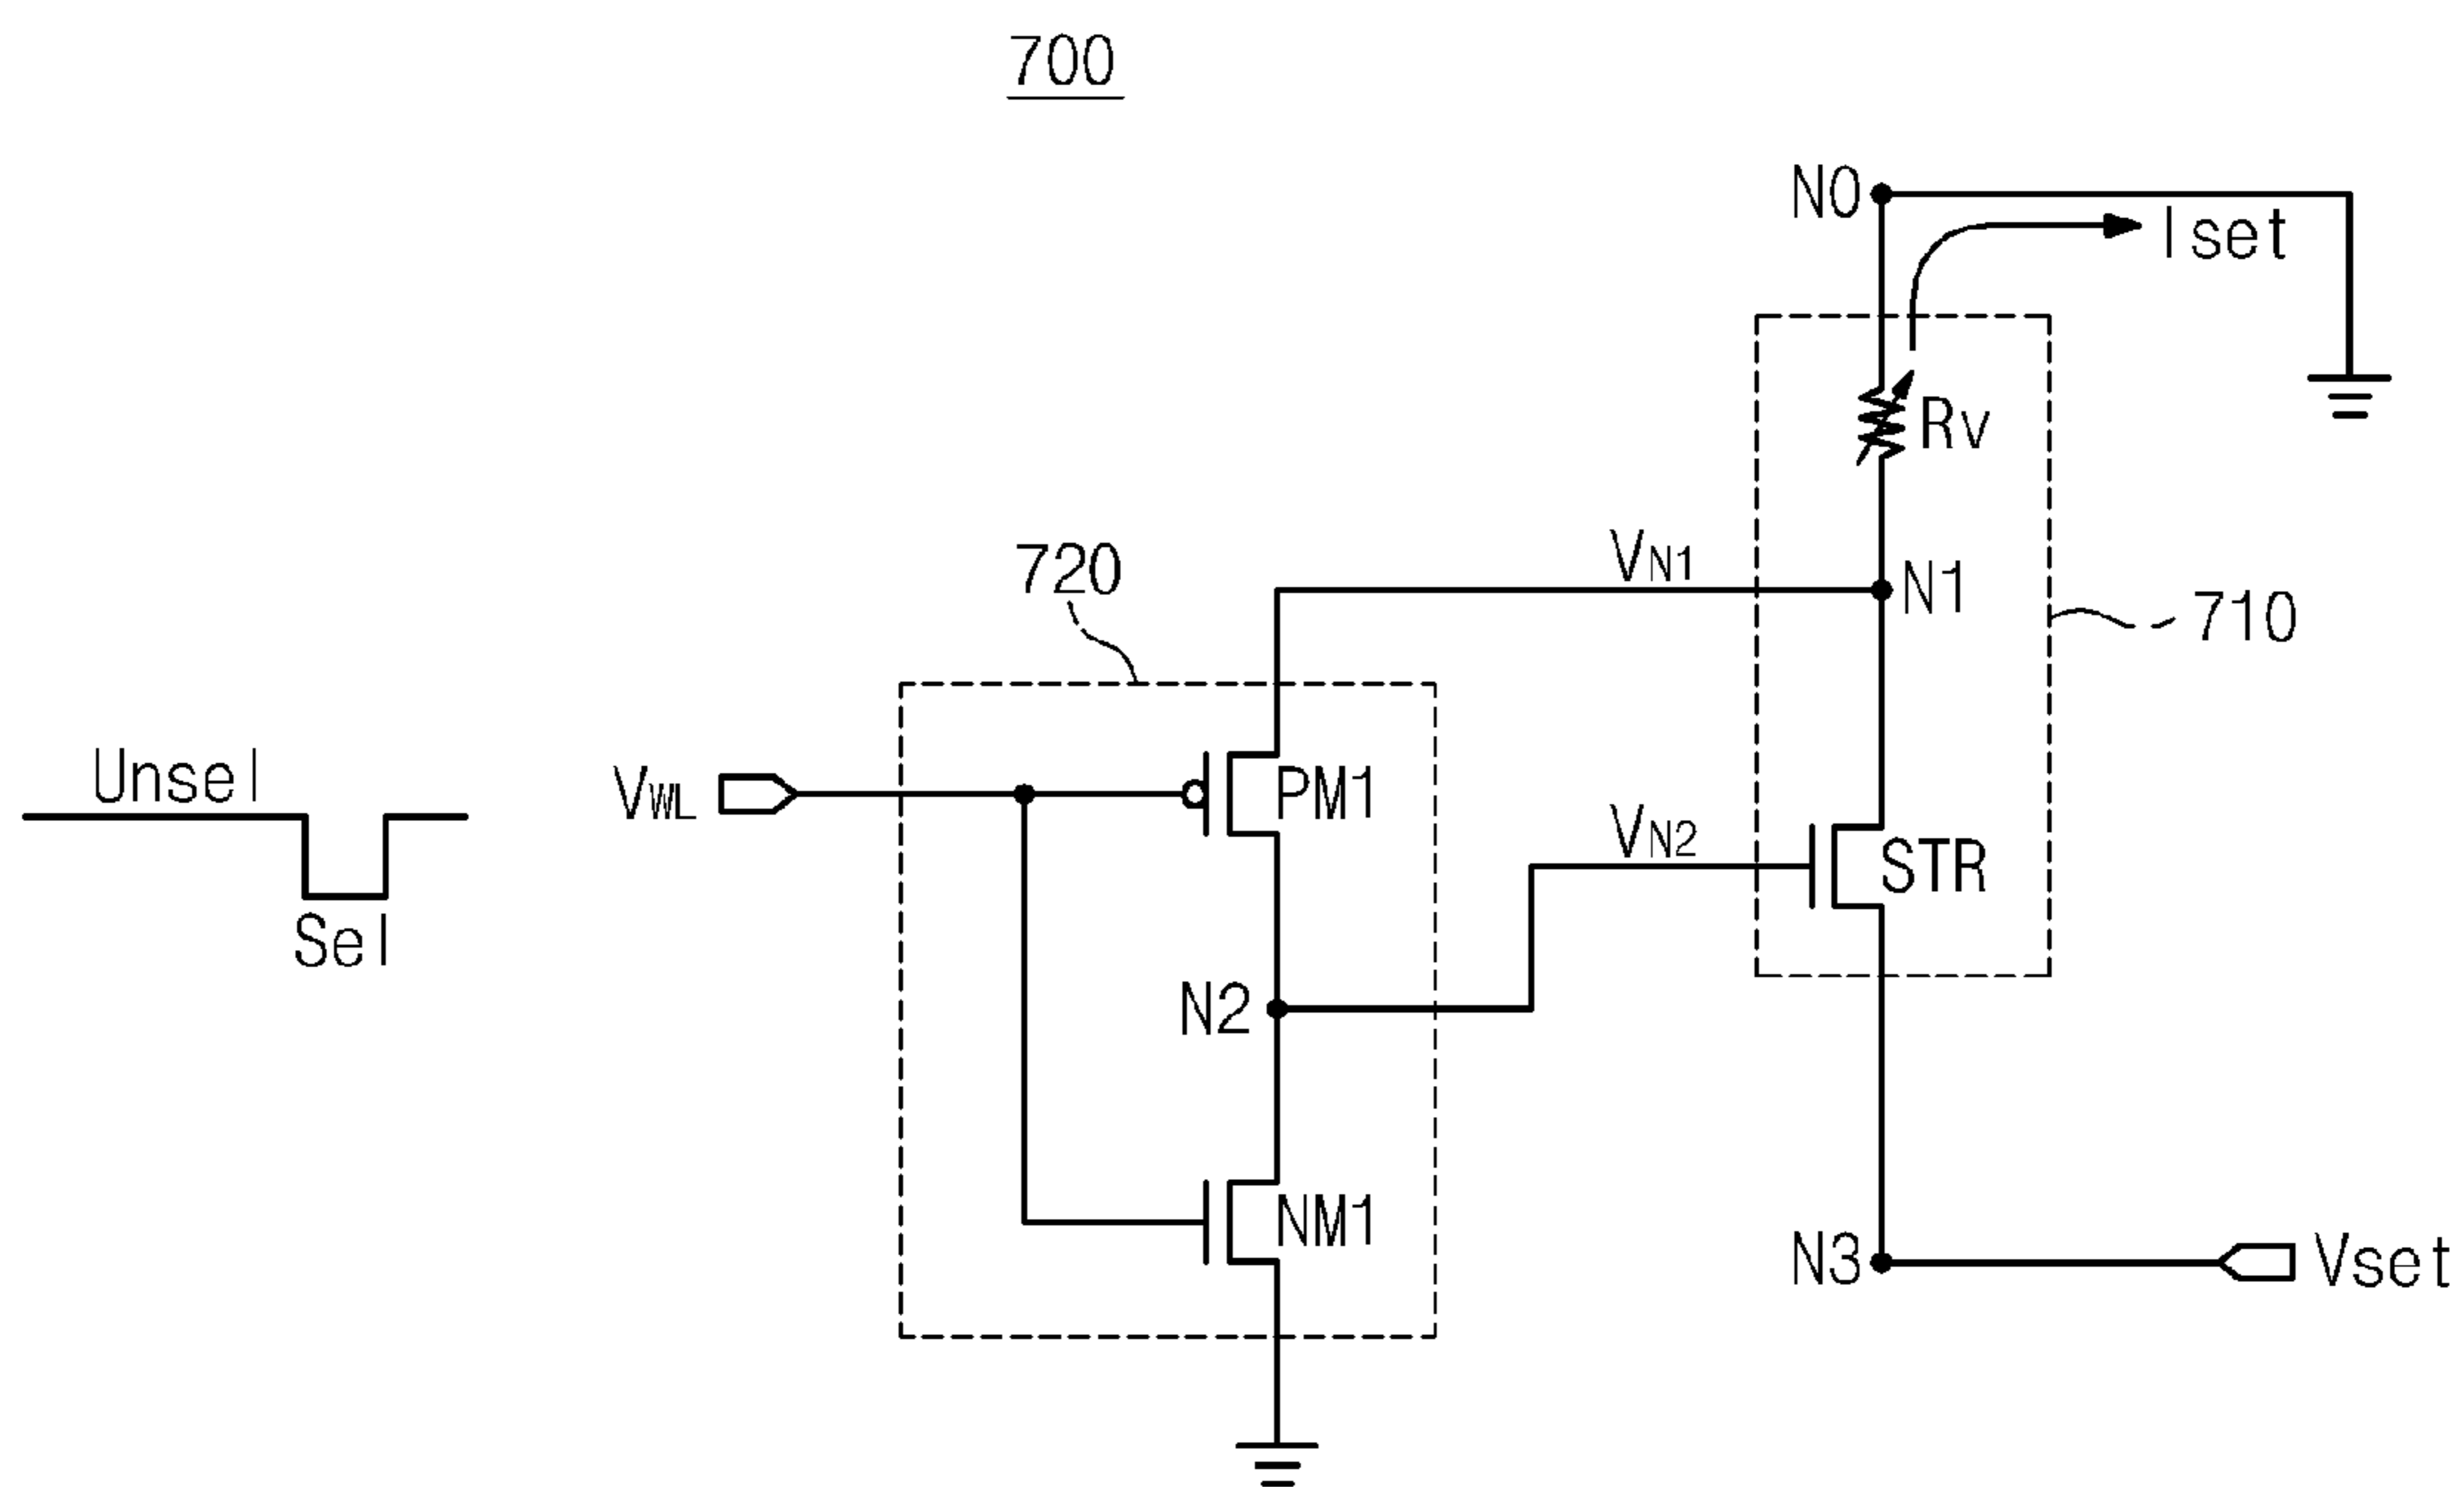 700
N0
Iset
Rv
VN1
N1
720
710
Unsel
VWL
PM1
VN2
STR
Sel
N2
NM1
N3
Vset